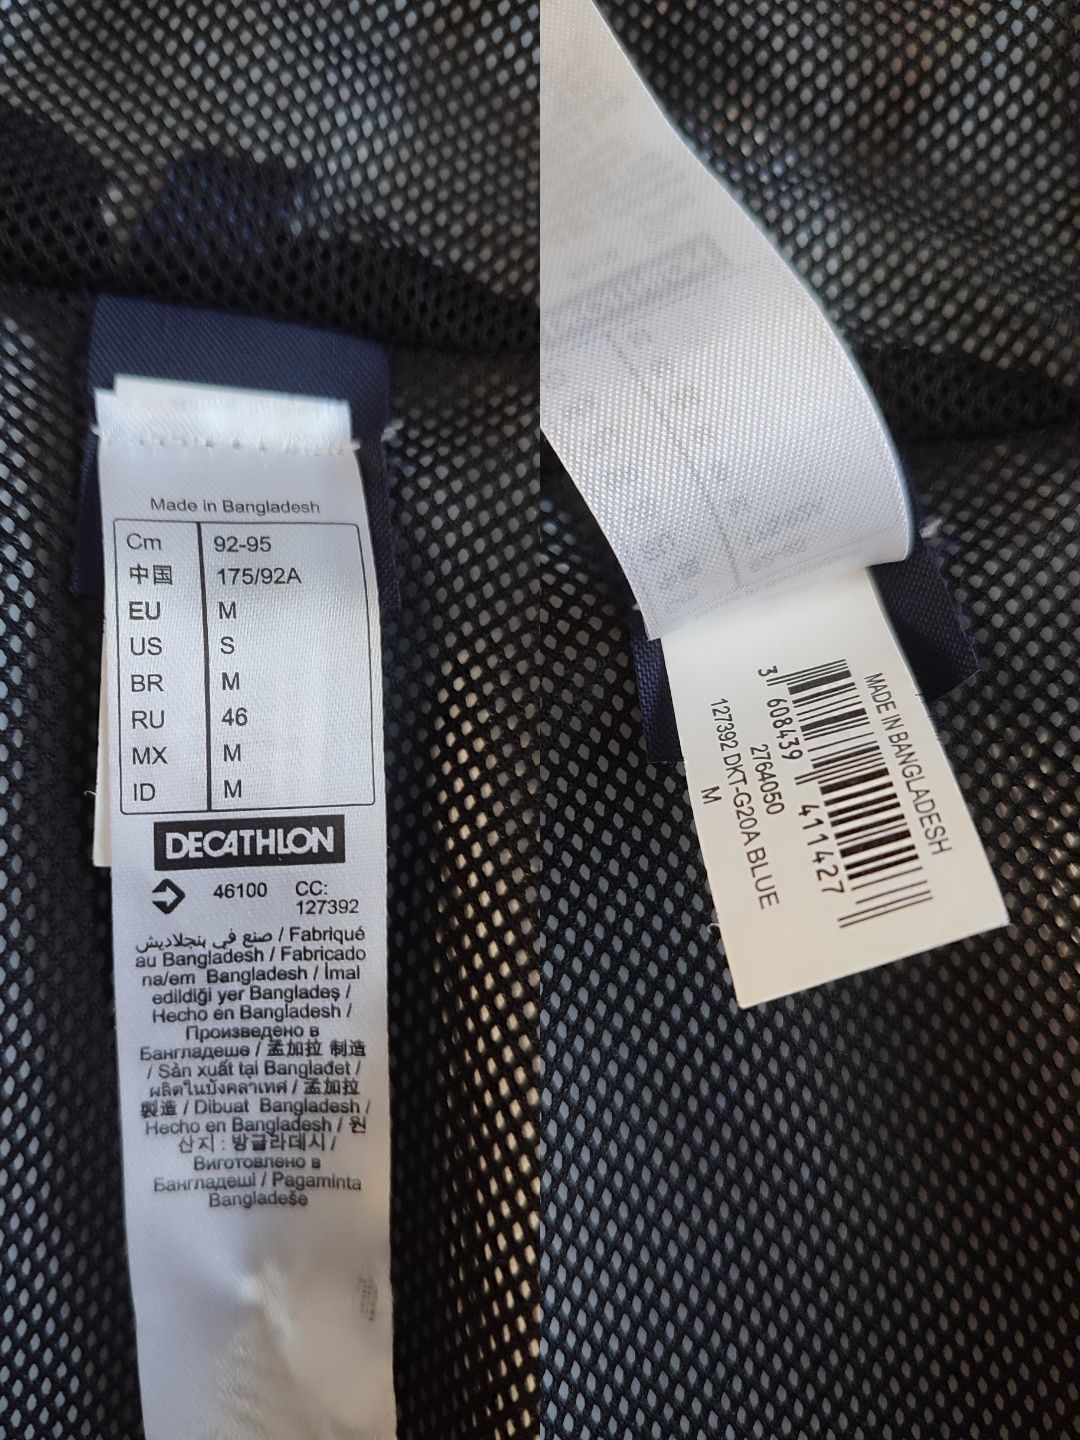 Made in Bangladesh
Cm 92-95
中国 175/92A
EU M
US S
BR M
RU 46
MX M
ID M
DECATHLON
46100 CC:
127392
صنع في بنجلاديش / Fabriqué
au Bangladesh / Fabricado
na/em Bangladesh / İmal
edildiği yer Bangladeş /
Hecho en Bangladesh /
Произведено в
Бангладеше / 孟加拉 制造
/ Sản xuất tại Bangladet /
ผลิตในบังคลาเทศ / 孟加拉
製造 / Dibuat Bangladesh /
Hecho en Bangladesh / 원
산지 : 방글라데시 /
Виготовлено в
Бангладеші / Pagaminta
Bangladeše
MADE IN BANGLADESH
3 608439 411427
2764050
127392 DKT-G20A BLUE
M